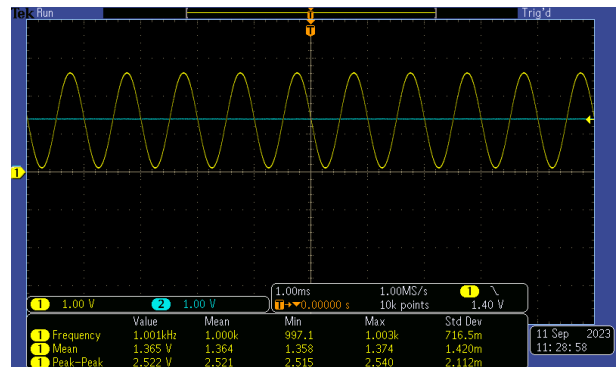 Tek Run Trig'd
T
T
1
1 1.00 V 2 1.00 V
1.00ms 1.00MS/s 1
T→▼0.00000 s 10k points 1.40 V
Value Mean Min Max Std Dev
1 Frequency 1.001kHz 1.000k 997.1 1.003k 716.5m
1 Mean 1.365 V 1.364 1.358 1.374 1.420m
1 Peak-Peak 2.522 V 2.521 2.515 2.540 2.112m
11 Sep 2023
11:28:58